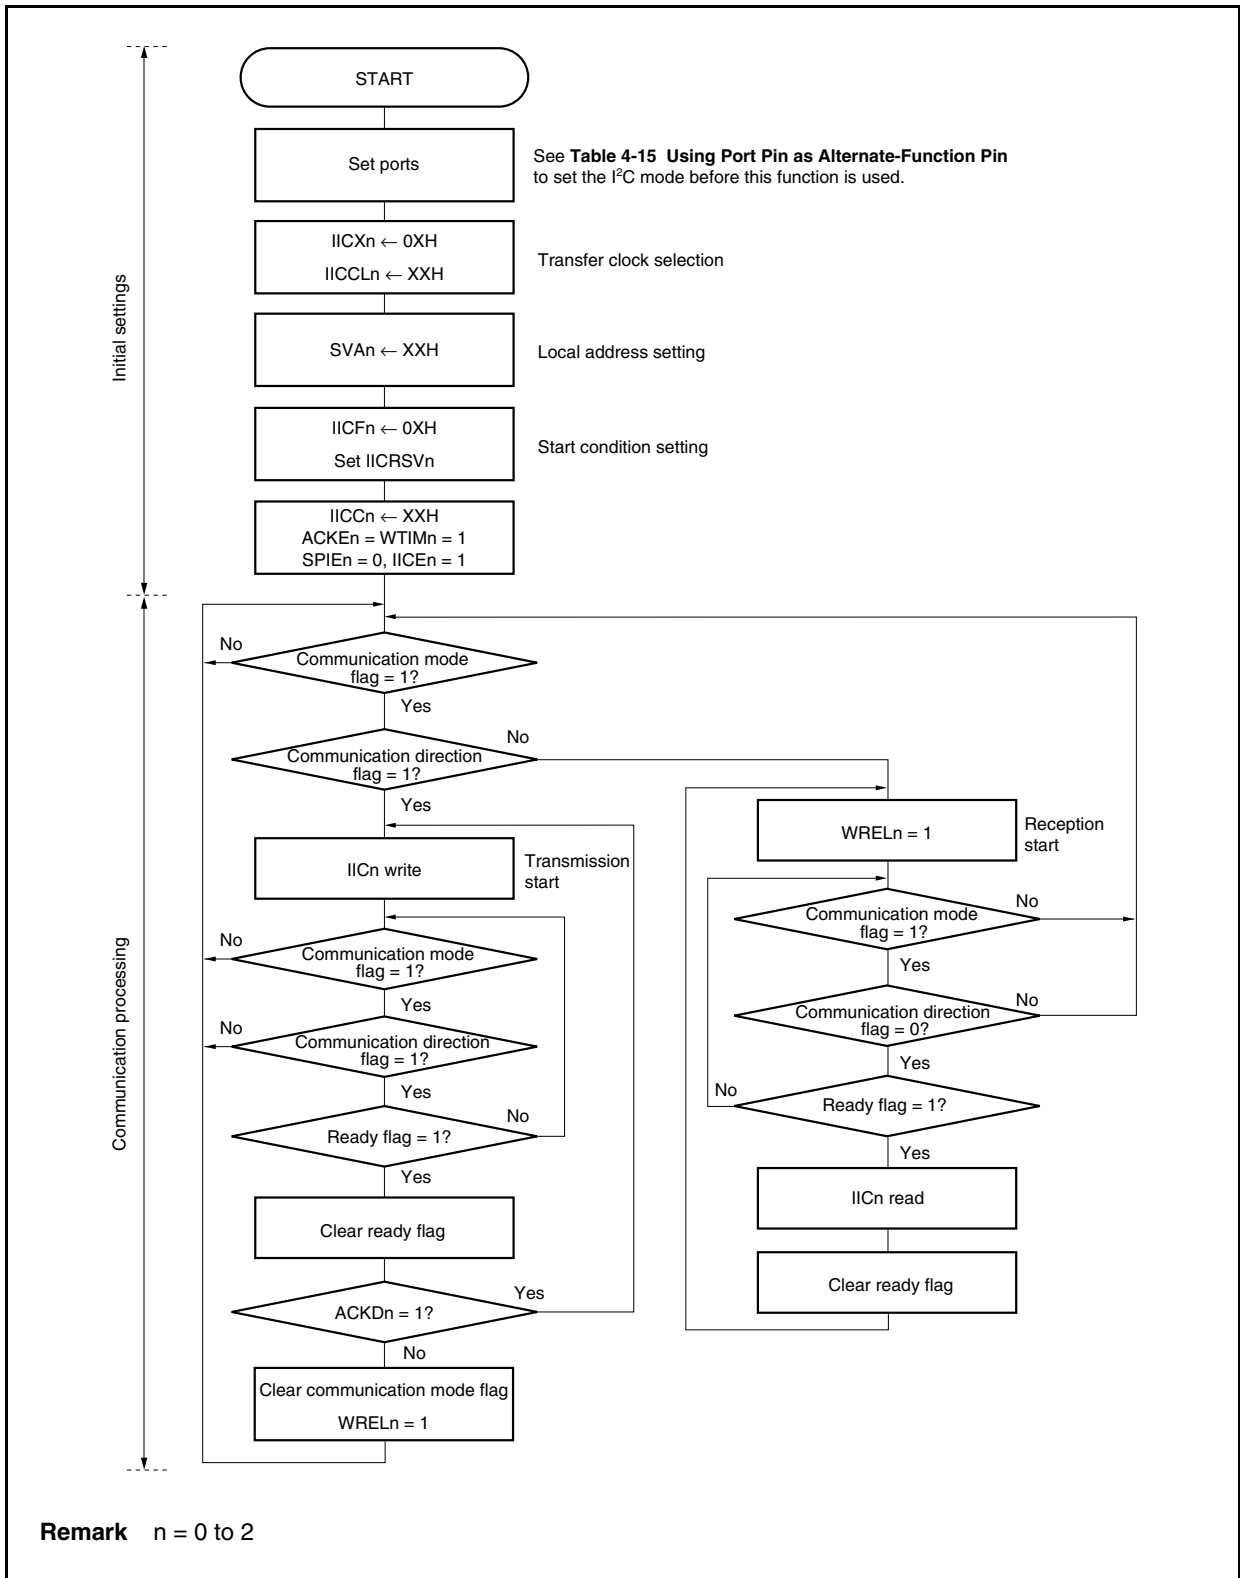 START
Set ports
See Table 4-15 Using Port Pin as Alternate-Function Pin
to set the I²C mode before this function is used.
IICXn ← 0XH
IICCLn ← XXH
Transfer clock selection
SVAn ← XXH
Local address setting
IICFn ← 0XH
Set IICRSVn
Start condition setting
IICCn ← XXH
ACKEn = WTIMn = 1
SPIEn = 0, IICEn = 1
Initial settings
No
Communication mode
flag = 1?
Yes
No
Communication direction
flag = 1?
Yes
IICn write
Transmission
start
No
Communication mode
flag = 1?
Yes
No
Communication direction
flag = 1?
Yes
No
Ready flag = 1?
Yes
Clear ready flag
Yes
ACKDn = 1?
No
Clear communication mode flag
WRELn = 1
WRELn = 1
Reception
start
No
Communication mode
flag = 1?
Yes
No
Communication direction
flag = 0?
Yes
No
Ready flag = 1?
Yes
IICn read
Clear ready flag
Communication processing
Remark n = 0 to 2